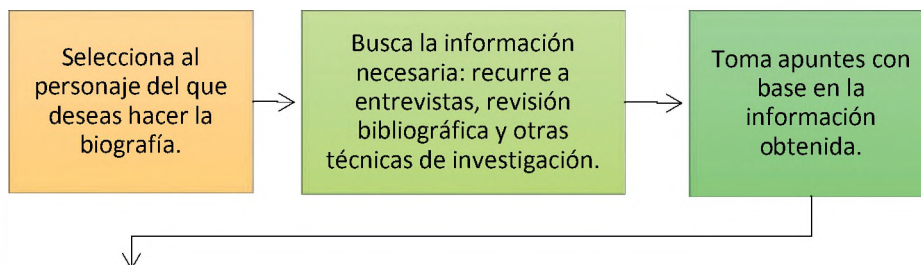 Selecciona al
personaje del que
deseas hacer la
biografía.
Busca la información
necesaria: recurre a
entrevistas, revisión
bibliográfica y otras
técnicas de investigación.
Toma apuntes con
base en la
información
obtenida.